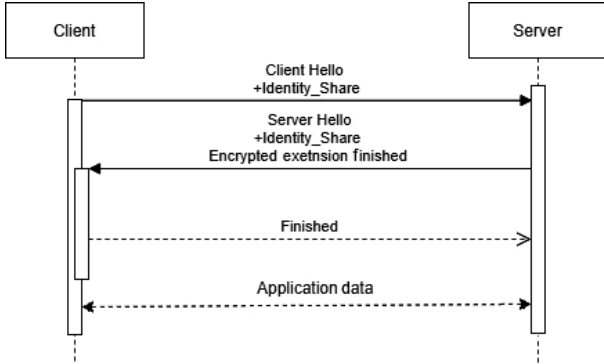 Client
Server
Client Hello
+Identity_Share
Server Hello
+Identity_Share
Encrypted exetnsion finished
Finished
Application data